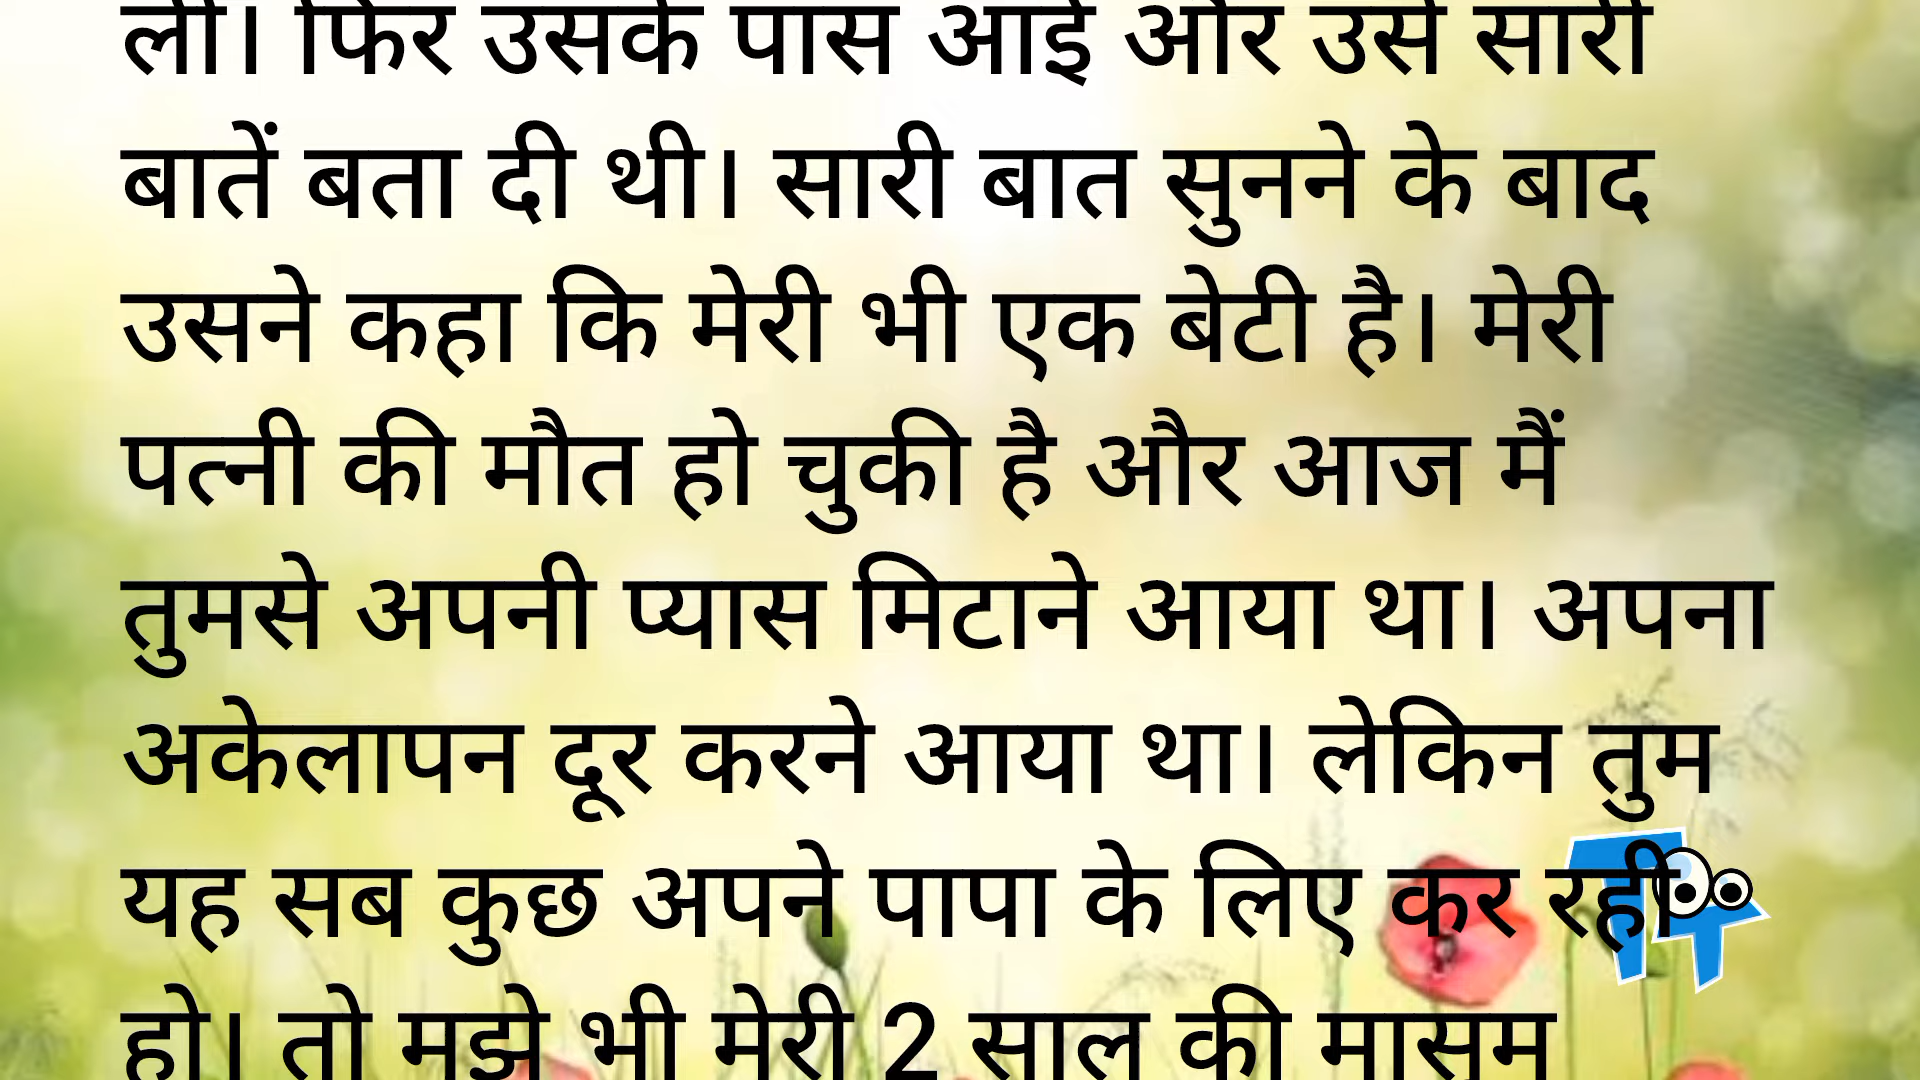 ली। फिर उसके पास आई और उसे सारी
बातें बता दी थी। सारी बात सुनने के बाद
उसने कहा कि मेरी भी एक बेटी है। मेरी
पत्नी की मौत हो चुकी है और आज मैं
तुमसे अपनी प्यास मिटाने आया था। अपना
अकेलापन दूर करने आया था। लेकिन तुम
यह सब कुछ अपने पापा के लिए कर रही
हो। तो मुझे भी मेरी 2 साल की मासूम